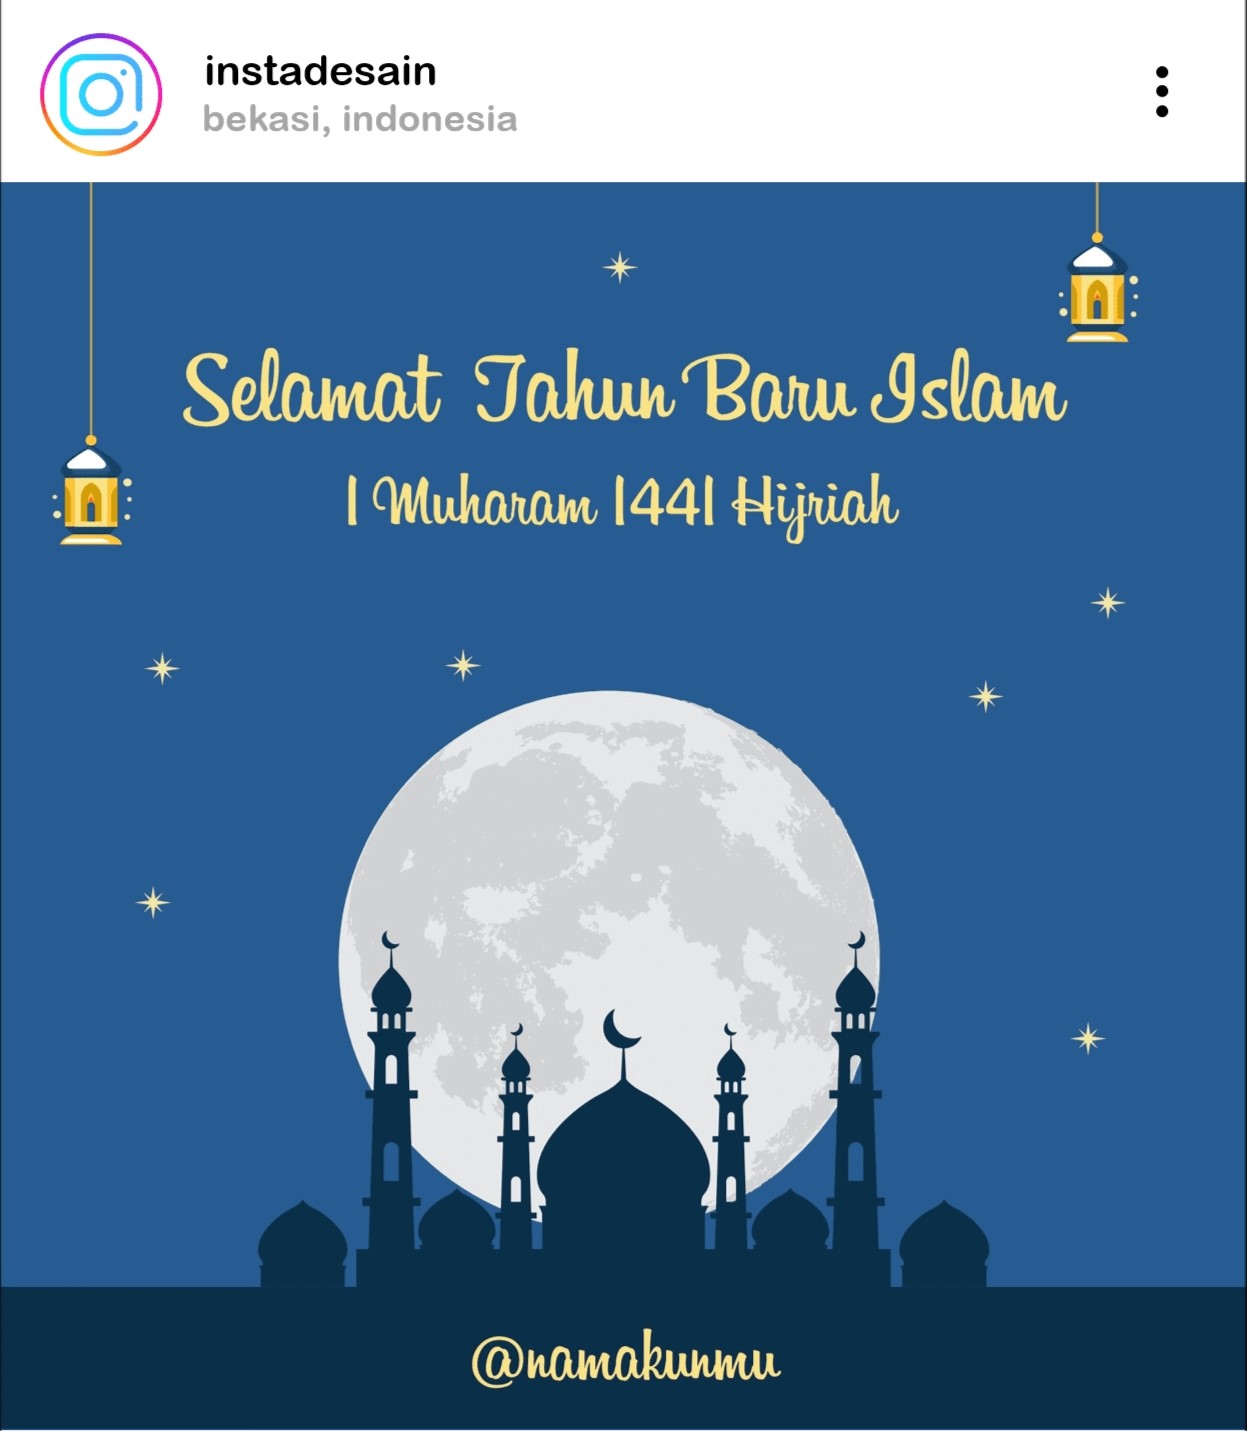 instadesain
bekasi, indonesia
Selamat Tahun Baru Islam
1 Muharam 1441 Hijriah
@namakunmu